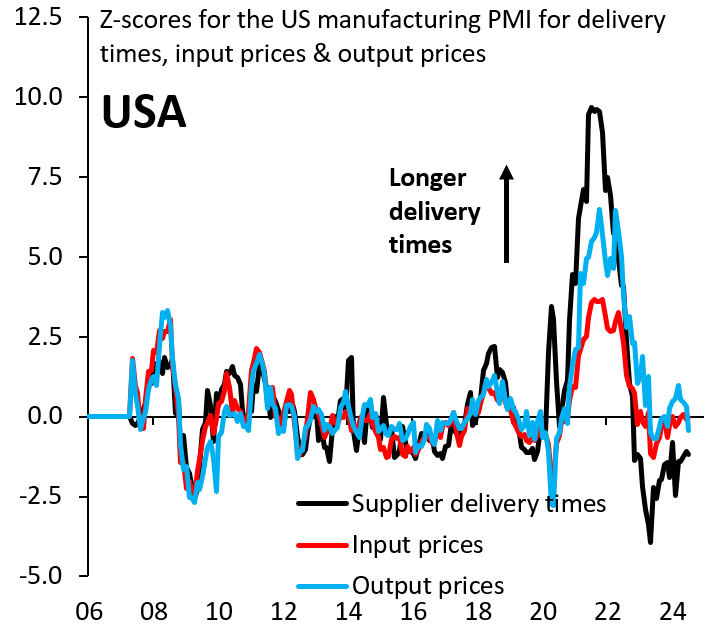 Z-scores for the US manufacturing PMI for delivery
times, input prices & output prices
USA
12.5
10.0
7.5
5.0
2.5
0.0
-2.5
-5.0
Longer
delivery
times
Supplier delivery times
Input prices
Output prices
06 08 10 12 14 16 18 20 22 24